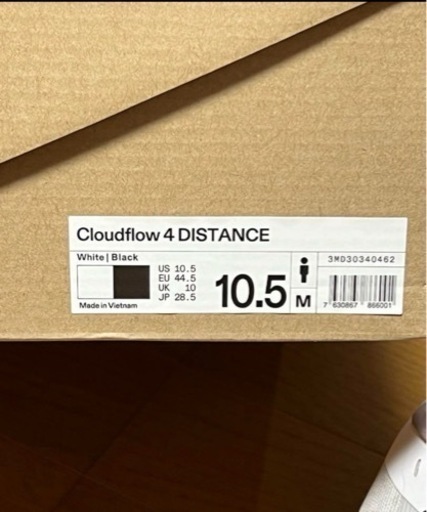 Cloudflow 4 DISTANCE
White | Black
3MD30340462
US 10.5
EU 44.5
UK 10
JP 28.5
10.5
M
Made in Vietnam
7 630867 866001